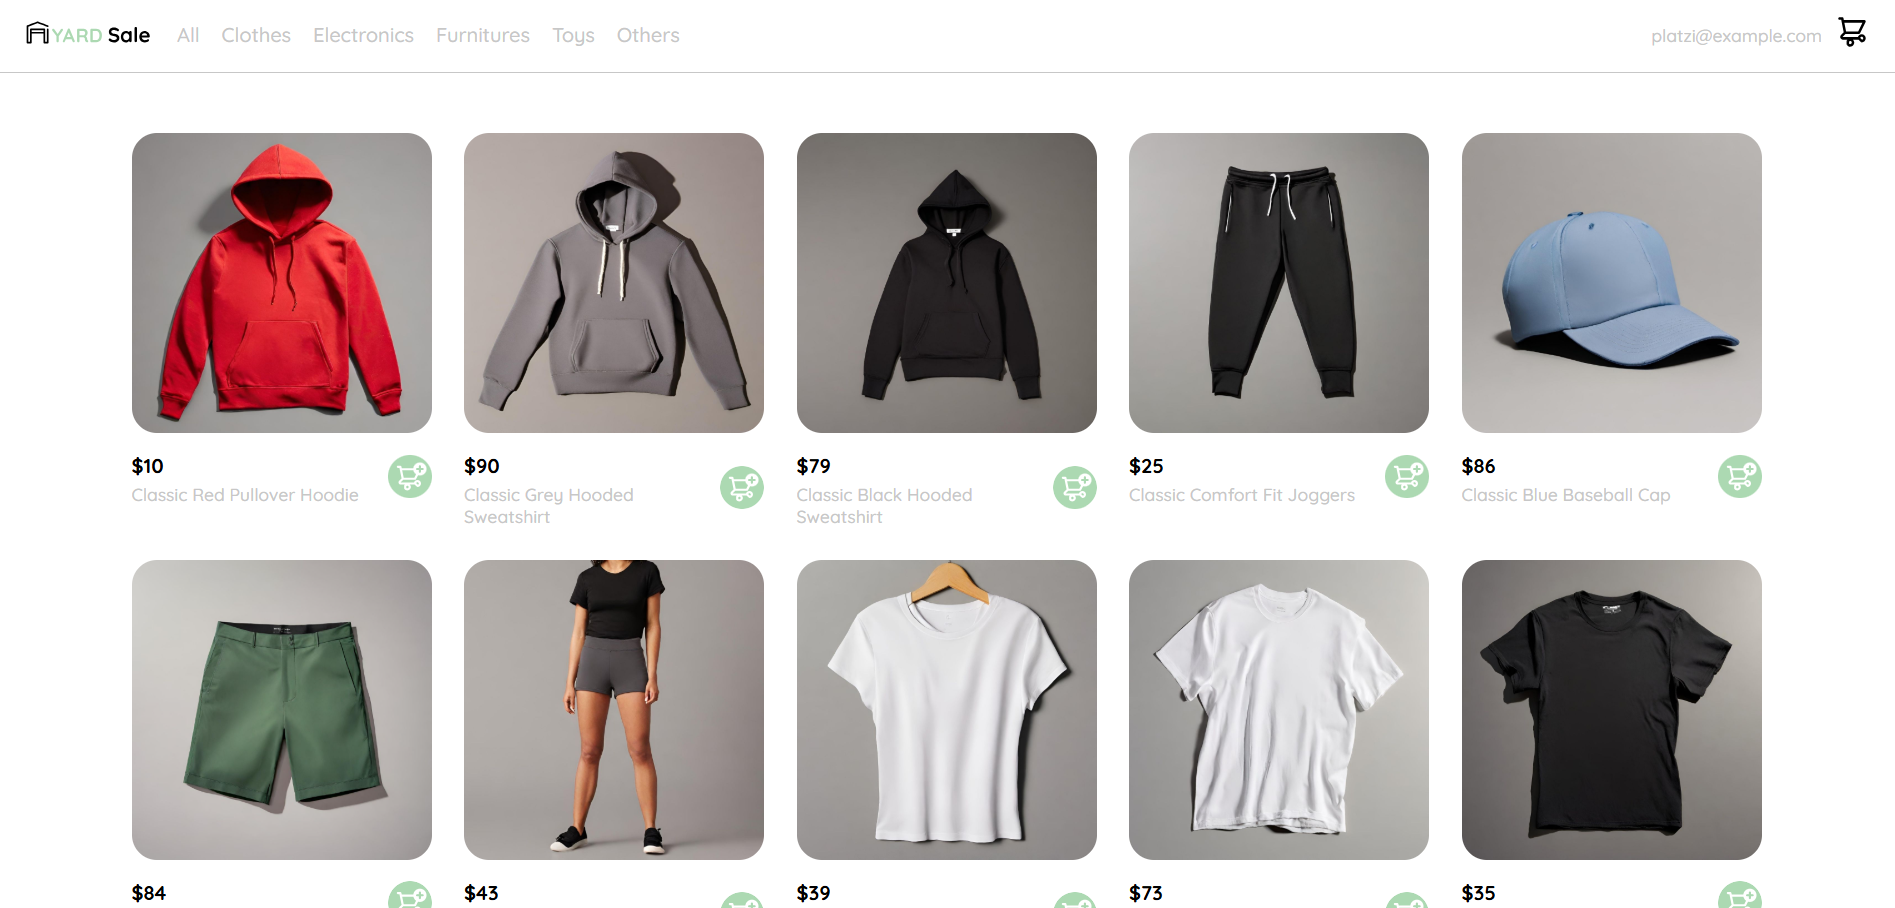 YARD Sale
All
Clothes
Electronics
Furnitures
Toys
Others
platzi@example.com
$10
Classic Red Pullover Hoodie
$90
Classic Grey Hooded
Sweatshirt
$79
Classic Black Hooded
Sweatshirt
$25
Classic Comfort Fit Joggers
$86
Classic Blue Baseball Cap
$84
$43
$39
$73
$35